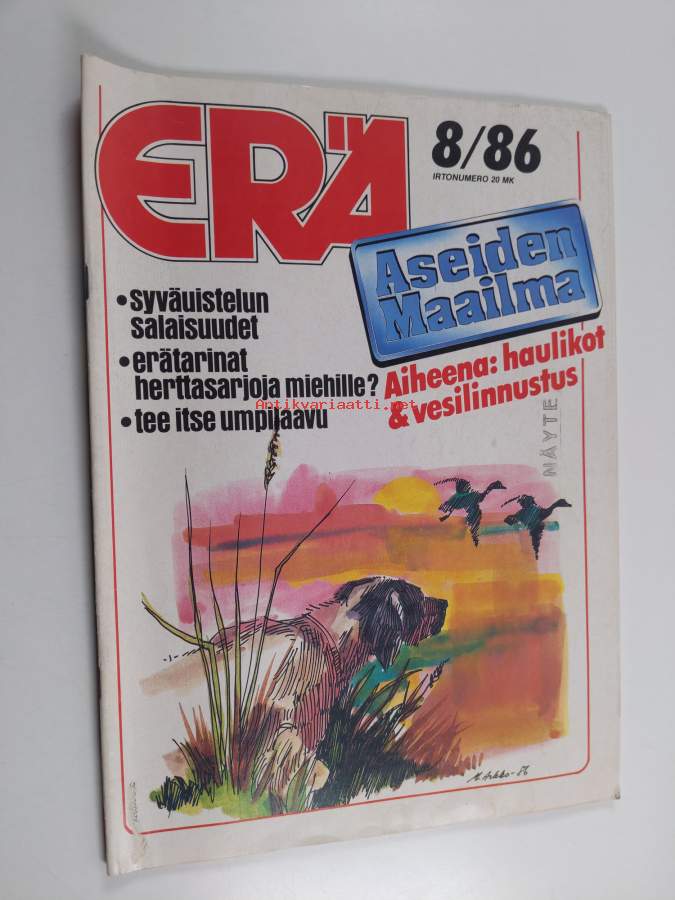 ERÄ
8/86
IRTONUMERO 20 MK
Aseiden
Maailma
Aiheena: haulikot
& vesilinnustus
• syväuistelun
salaisuudet
• erätarinat
herttasarjoja miehille?
• tee itse umpilaavu
Antikvariaatti.net
NÄYTE